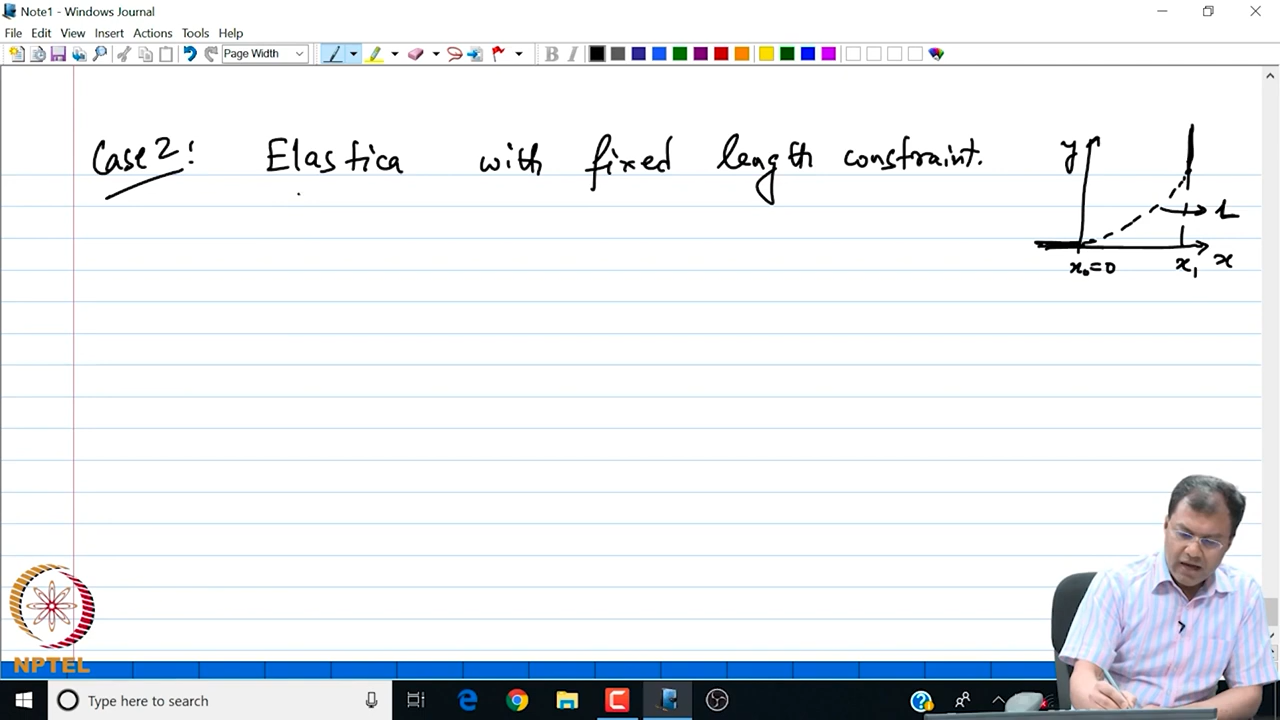 Note1 - Windows Journal
File Edit View Insert Actions Tools Help
Page Width
B I
Case 2: Elastica with fixed length constraint.
y
L
x₀=0 x₁ x
NPTEL
Type here to search